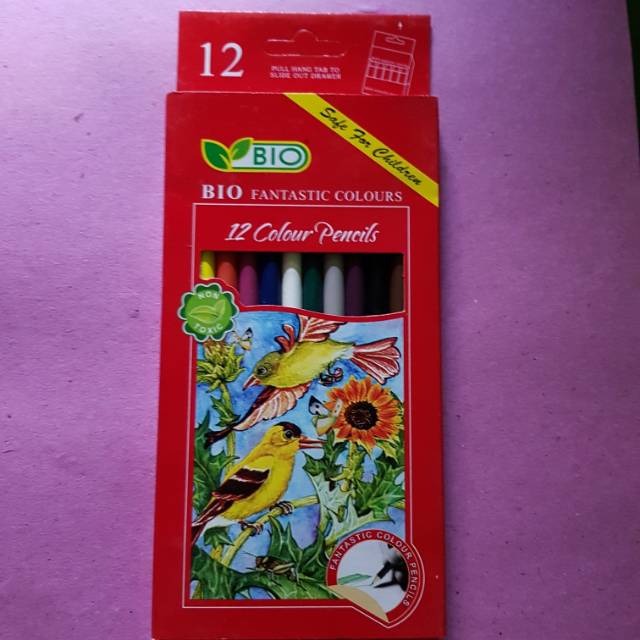 12
PULL HANG TAB TO
SLIDE OUT DRAWER
Safe For Children
BIO
BIO FANTASTIC COLOURS
12 Colour Pencils
NON
TOXIC
FANTASTIC COLOUR PENCILS